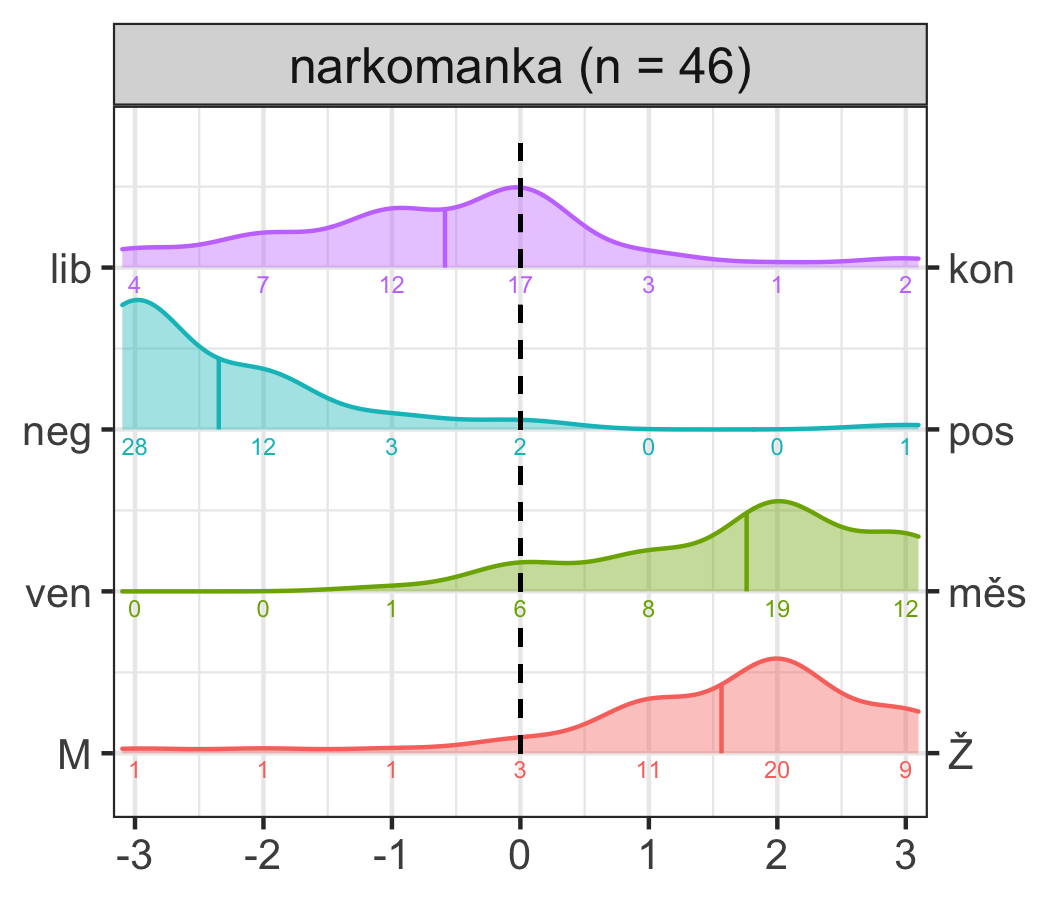 narkomanka (n = 46)
lib kon
4 7 12 17 3 1 2
neg pos
28 12 3 2 0 0 1
ven měs
0 0 1 6 8 19 12
M Ž
1 1 1 3 11 20 9
-3 -2 -1 0 1 2 3